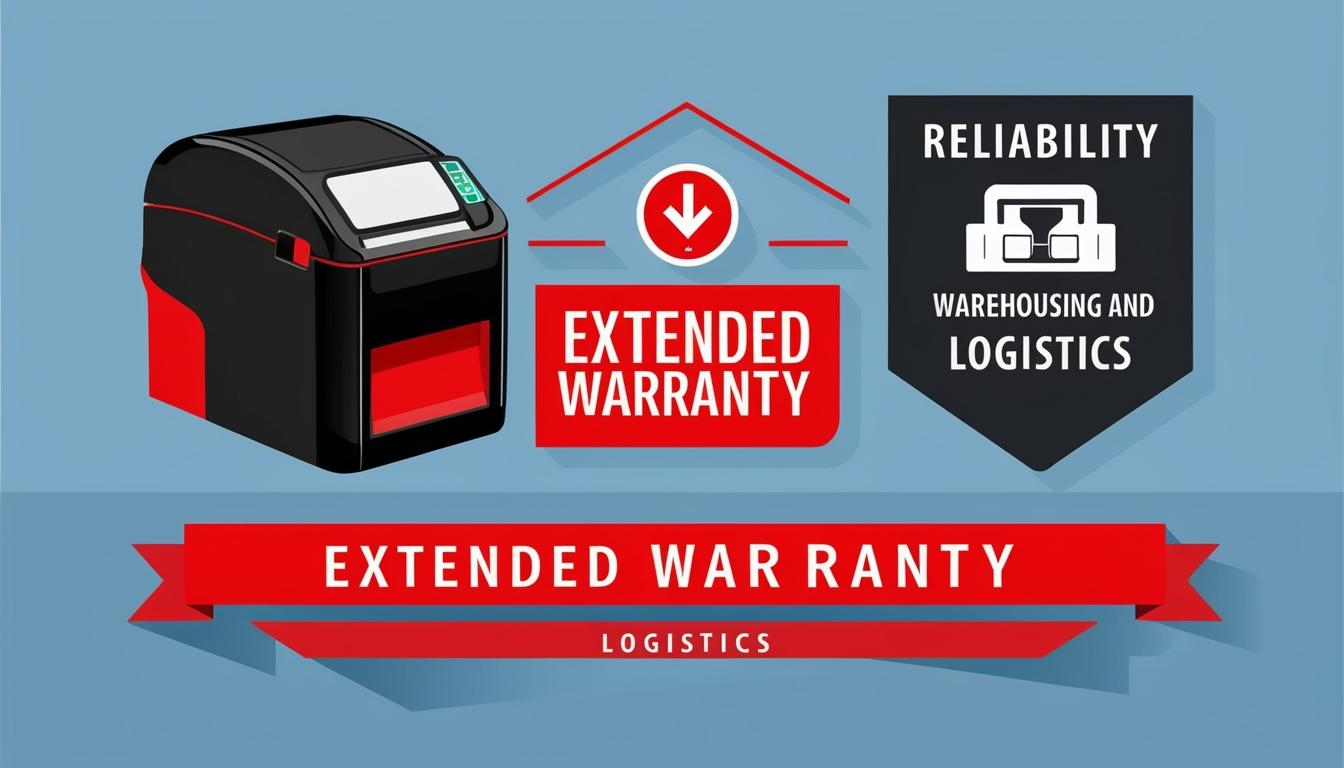 EXTENDED
WARRANTY
RELIABILITY
WAREHOUSING AND
LOGISTICS
EXTENDED WAR RANTY
LOGISTICS